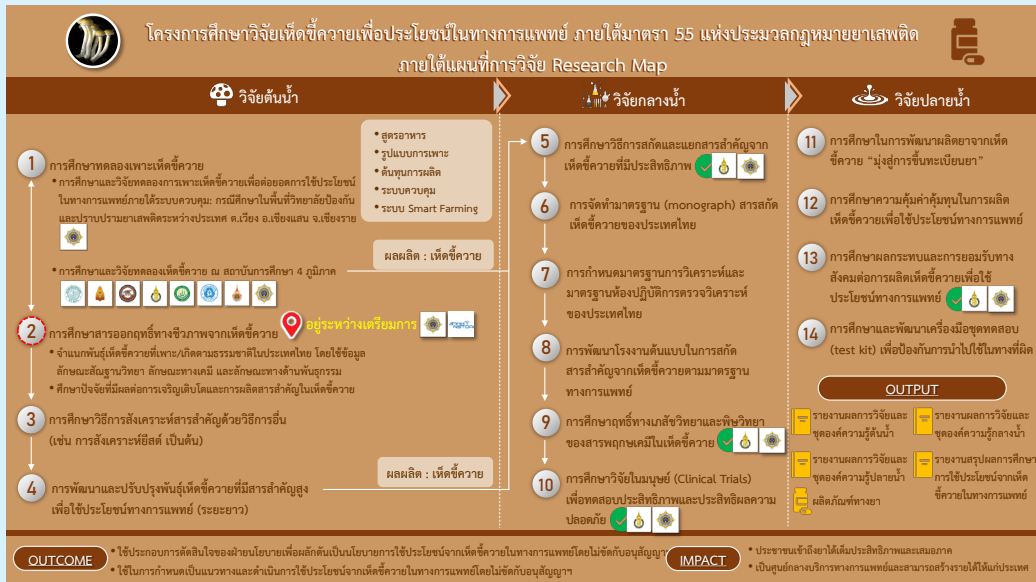 โครงการศึกษาวิจัยเห็ดขี้ควายเพื่อประโยชน์ในทางการแพทย์ ภายใต้มาตรา 55 แห่งประมวลกฎหมายยาเสพติด
ภายใต้แผนที่การวิจัย Research Map
วิจัยต้นน้ำ
1
การศึกษาทดลองเพาะเห็ดขี้ควาย
• การศึกษาและวิจัยทดลองการเพาะเห็ดขี้ควายเพื่อต่อยอดการใช้ประโยชน์
ในทางการแพทย์ภายใต้ระบบควบคุม: กรณีศึกษาในพื้นที่วิทยาลัยป้องกัน
และปราบปรามยาเสพติดระหว่างประเทศ ต.เวียง อ.เชียงแสน จ.เชียงราย
• สูตรอาหาร
• รูปแบบการเพาะ
• ต้นทุนการผลิต
• ระบบควบคุม
• ระบบ Smart Farming
ผลผลิต : เห็ดขี้ควาย
• การศึกษาและวิจัยทดลองเห็ดขี้ควาย ณ สถาบันการศึกษา 4 ภูมิภาค
2
การศึกษาสารออกฤทธิ์ทางชีวภาพจากเห็ดขี้ควาย
อยู่ระหว่างเตรียมการ
• จำแนกพันธุ์เห็ดขี้ควายที่เพาะ/เกิดตามธรรมชาติในประเทศไทย โดยใช้ข้อมูล
ลักษณะสัณฐานวิทยา ลักษณะทางเคมี และลักษณะทางด้านพันธุกรรม
• ศึกษาปัจจัยที่มีผลต่อการเจริญเติบโตและการผลิตสารสำคัญในเห็ดขี้ควาย
3
การศึกษาวิธีการสังเคราะห์สารสำคัญด้วยวิธีการอื่น
(เช่น การสังเคราะห์ยีสต์ เป็นต้น)
ผลผลิต : เห็ดขี้ควาย
4
การพัฒนาและปรับปรุงพันธุ์เห็ดขี้ควายที่มีสารสำคัญสูง
เพื่อใช้ประโยชน์ทางการแพทย์ (ระยะยาว)
วิจัยกลางน้ำ
5
การศึกษาวิธีการสกัดและแยกสารสำคัญจาก
เห็ดขี้ควายที่มีประสิทธิภาพ
6
การจัดทำมาตรฐาน (monograph) สารสกัด
เห็ดขี้ควายของประเทศไทย
7
การกำหนดมาตรฐานการวิเคราะห์และ
มาตรฐานห้องปฏิบัติการตรวจวิเคราะห์
ของประเทศไทย
8
การพัฒนาโรงงานต้นแบบในการสกัด
สารสำคัญจากเห็ดขี้ควายตามมาตรฐาน
ทางการแพทย์
9
การศึกษาฤทธิ์ทางเภสัชวิทยาและพิษวิทยา
ของสารพฤกษเคมีในเห็ดขี้ควาย
10
การศึกษาวิจัยในมนุษย์ (Clinical Trials)
เพื่อทดสอบประสิทธิภาพและประสิทธิผลความ
ปลอดภัย
วิจัยปลายน้ำ
11
การศึกษาในการพัฒนาผลิตยาจากเห็ด
ขี้ควาย “มุ่งสู่การขึ้นทะเบียนยา”
12
การศึกษาความคุ้มค่าคุ้มทุนในการผลิต
เห็ดขี้ควายเพื่อใช้ประโยชน์ทางการแพทย์
13
การศึกษาผลกระทบและการยอมรับทาง
สังคมต่อการผลิตเห็ดขี้ควายเพื่อใช้
ประโยชน์ทางการแพทย์
14
การศึกษาและพัฒนาเครื่องมือชุดทดสอบ
(test kit) เพื่อป้องกันการนำไปใช้ในทางที่ผิด
OUTPUT
รายงานผลการวิจัยและ
ชุดองค์ความรู้ต้นน้ำ
รายงานผลการวิจัยและ
ชุดองค์ความรู้กลางน้ำ
รายงานผลการวิจัยและ
ชุดองค์ความรู้ปลายน้ำ
รายงานสรุปผลการศึกษา
การใช้ประโยชน์จากเห็ด
ขี้ควายในทางการแพทย์
ผลิตภัณฑ์ทางยา
OUTCOME
• ใช้ประกอบการตัดสินใจของฝ่ายนโยบายเพื่อผลักดันเป็นนโยบายการใช้ประโยชน์จากเห็ดขี้ควายในทางการแพทย์โดยไม่ขัดกับอนุสัญญาฯ
• ใช้ในการกำหนดเป็นแนวทางและดำเนินการใช้ประโยชน์จากเห็ดขี้ควายในทางการแพทย์โดยไม่ขัดกับอนุสัญญาฯ
IMPACT
• ประชาชนเข้าถึงยาได้เต็มประสิทธิภาพและเสมอภาค
• เป็นศูนย์กลางบริการทางการแพทย์และสามารถสร้างรายได้ให้แก่ประเทศ